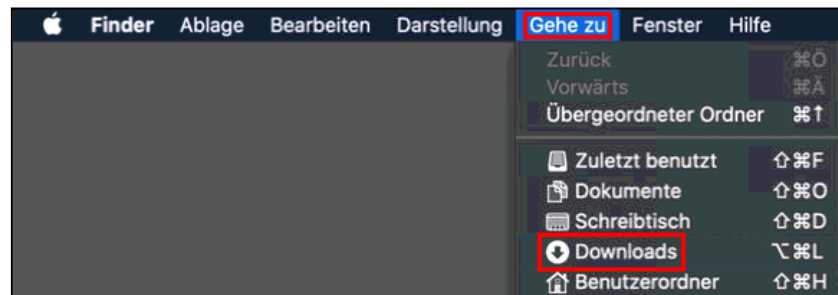 Finder Ablage Bearbeiten Darstellung Gehe zu Fenster Hilfe
Zurück ⌘Ö
Vorwärts ⌘Ä
Übergeordneter Ordner ⌘↑
Zuletzt benutzt ⇧⌘F
Dokumente ⇧⌘O
Schreibtisch ⇧⌘D
Downloads ⌥⌘L
Benutzerordner ⇧⌘H